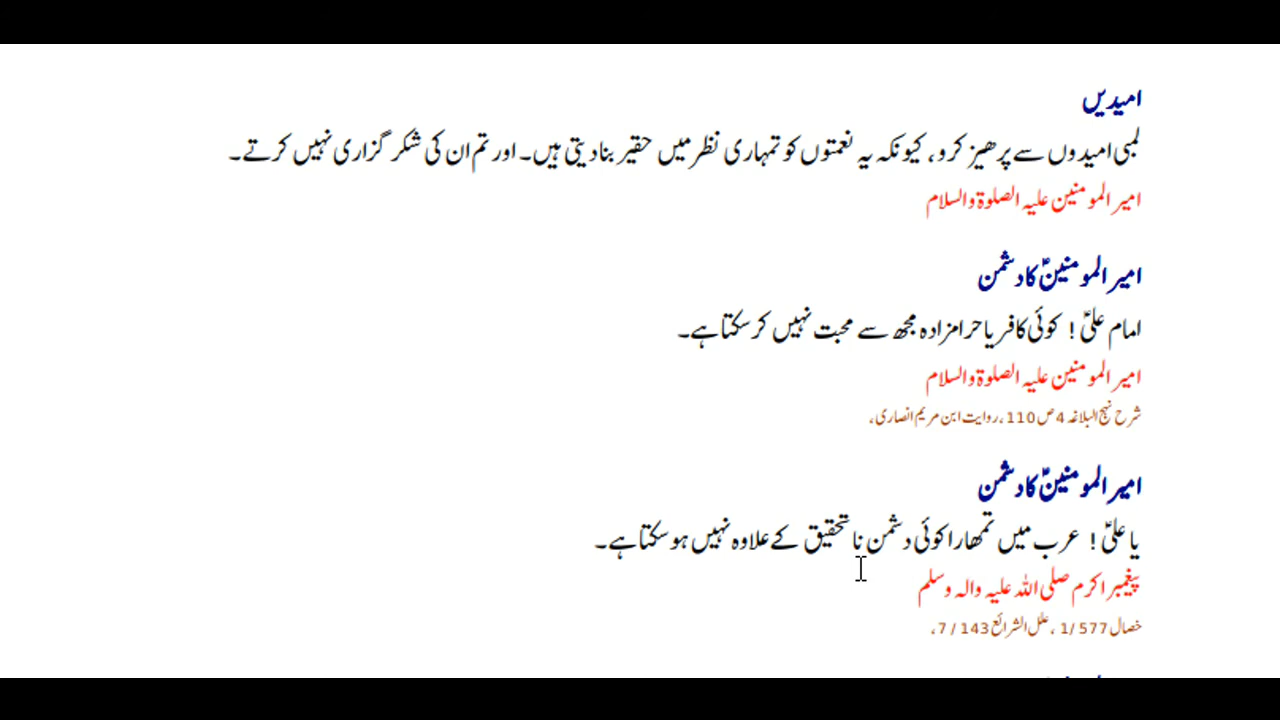 امیدیں
لمبی امیدوں سے پرھیز کرو، کیونکہ یہ نعمتوں کو تمہاری نظر میں حقیر بنا دیتی ہیں۔ اور تم ان کی شکر گزاری نہیں کرتے۔
امیر المومنین علیہ الصلوۃ والسلام
امیر المومنینؑ کا دشمن
امام علیؑ ! کوئی کافر یا حرامزادہ مجھ سے محبت نہیں کر سکتا ہے۔
امیر المومنین علیہ الصلوۃ والسلام
شرح نہج البلاغہ 4 ص 110 ،روایت ابن مریم انصاری ،
امیر المومنینؑ کا دشمن
یا علیؑ ! عرب میں تمھارا کوئی دشمن نا تحقیق کے علاوہ نہیں ہو سکتا ہے۔
پیغمبر اکرم صلی اللہ علیہ والہ وسلم
خصال 577 /1 ، علل الشرائع 143 / 7،